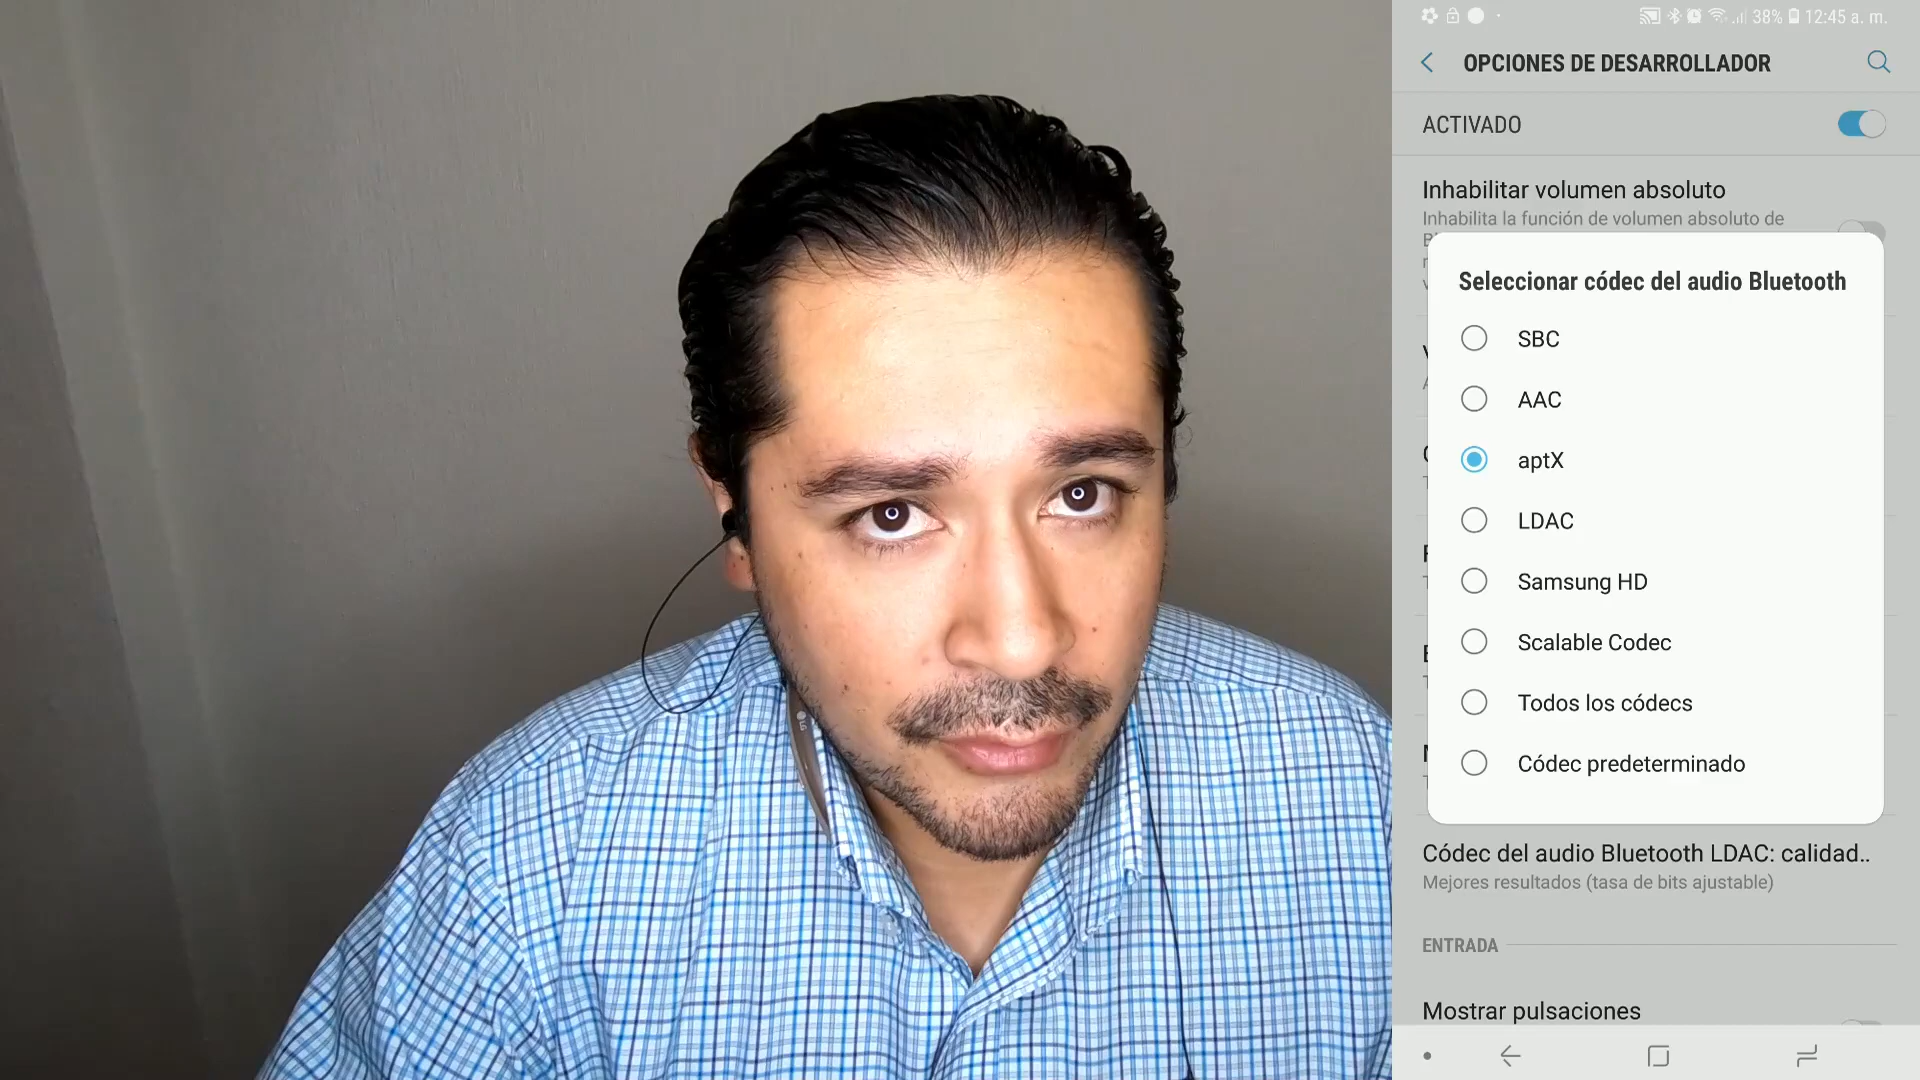 38% 12:45 a. m.
OPCIONES DE DESARROLLADOR
ACTIVADO
Inhabilitar volumen absoluto
Inhabilita la función de volumen absoluto de
Seleccionar códec del audio Bluetooth
SBC
AAC
aptX
LDAC
Samsung HD
Scalable Codec
Todos los códecs
Códec predeterminado
Códec del audio Bluetooth LDAC: calidad..
Mejores resultados (tasa de bits ajustable)
ENTRADA
Mostrar pulsaciones
LG